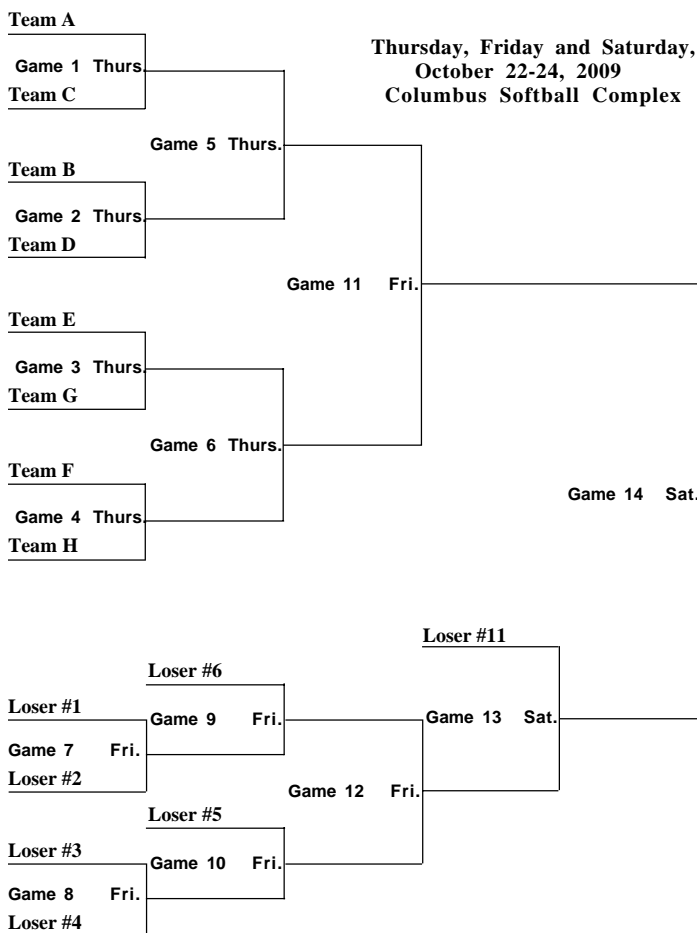 Team A
Thursday, Friday and Saturday,
October 22-24, 2009
Columbus Softball Complex
Game 1 Thurs.
Team C
Game 5 Thurs.
Team B
Game 2 Thurs.
Team D
Game 11 Fri.
Team E
Game 3 Thurs.
Team G
Game 6 Thurs.
Team F
Game 4 Thurs.
Team H
Game 14 Sat.
Loser #11
Loser #6
Loser #1
Game 9 Fri.
Game 13 Sat.
Game 7 Fri.
Loser #2
Game 12 Fri.
Loser #5
Loser #3
Game 10 Fri.
Game 8 Fri.
Loser #4